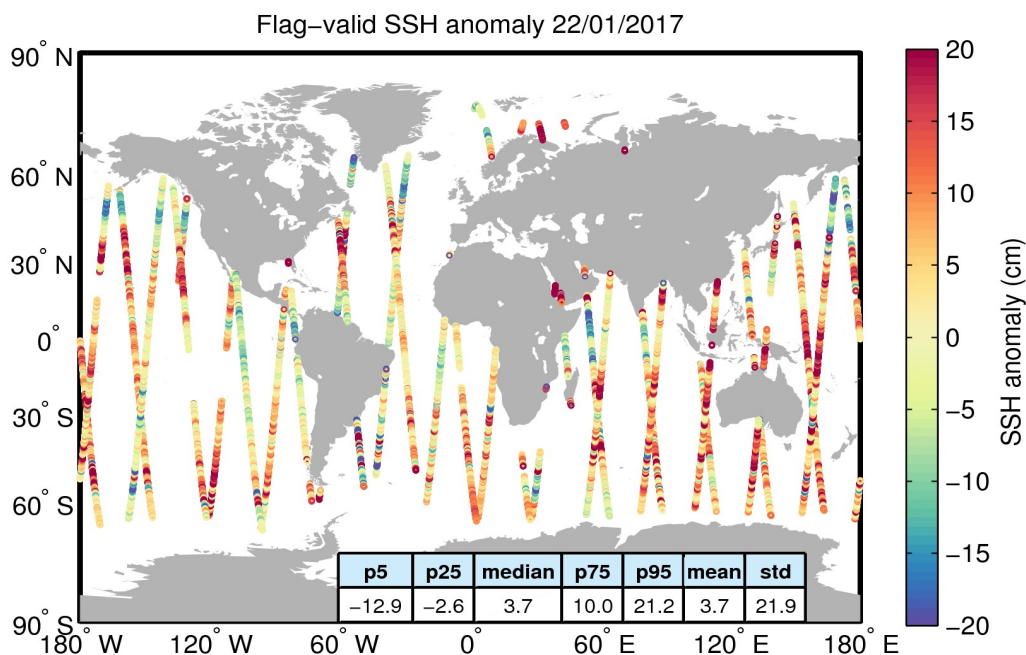 Flag−valid SSH anomaly 22/01/2017
90° N
60° N
30° N
0°
30° S
60° S
90° S
180° W
120° W
60° W
0°
60° E
120° E
180° E
p5 p25 median p75 p95 mean std
−12.9 −2.6 3.7 10.0 21.2 3.7 21.9
20
15
10
5
0
−5
−10
−15
−20
SSH anomaly (cm)